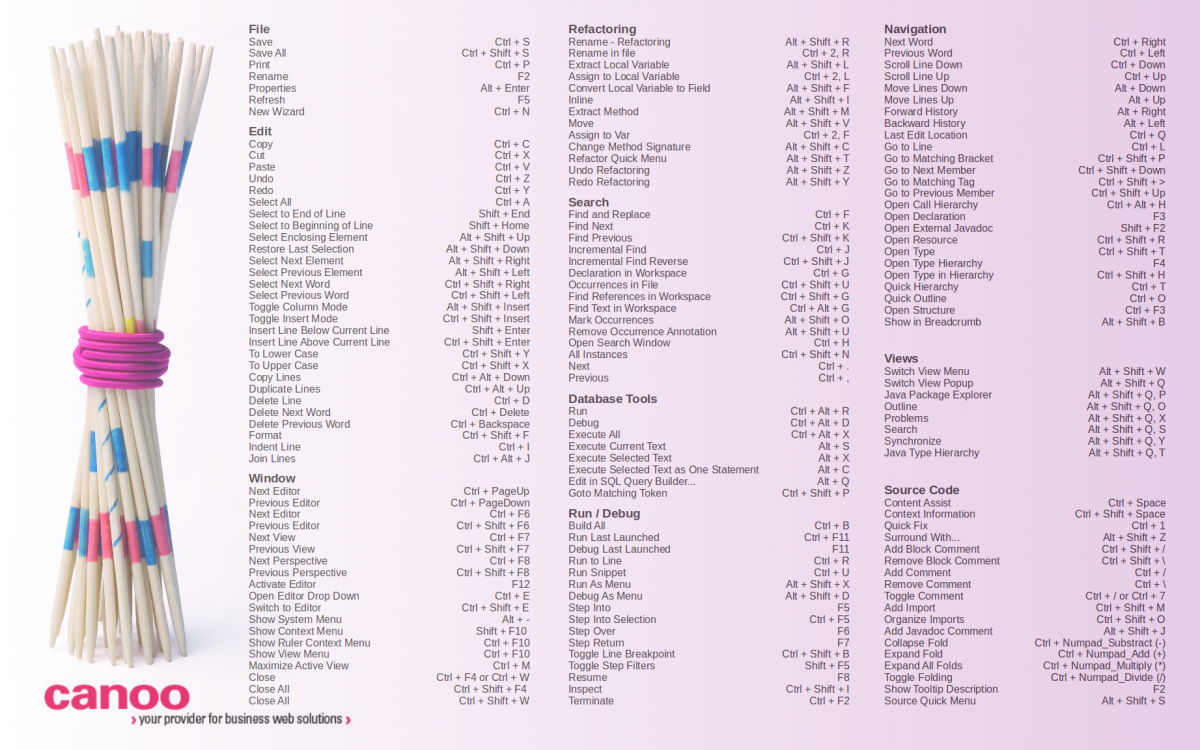 File
Save Ctrl + S
Save All Ctrl + Shift + S
Print Ctrl + P
Rename F2
Properties Alt + Enter
Refresh F5
New Wizard Ctrl + N
Edit
Copy Ctrl + C
Cut Ctrl + X
Paste Ctrl + V
Undo Ctrl + Z
Redo Ctrl + Y
Select All Ctrl + A
Select to End of Line Shift + End
Select to Beginning of Line Shift + Home
Select Enclosing Element Alt + Shift + Up
Restore Last Selection Alt + Shift + Down
Select Next Element Alt + Shift + Right
Select Previous Element Alt + Shift + Left
Select Next Word Ctrl + Shift + Right
Select Previous Word Ctrl + Shift + Left
Toggle Column Mode Alt + Shift + Insert
Toggle Insert Mode Ctrl + Shift + Insert
Insert Line Below Current Line Shift + Enter
Insert Line Above Current Line Ctrl + Shift + Enter
To Lower Case Ctrl + Shift + Y
To Upper Case Ctrl + Shift + X
Copy Lines Ctrl + Alt + Down
Duplicate Lines Ctrl + Alt + Up
Delete Line Ctrl + D
Delete Next Word Ctrl + Delete
Delete Previous Word Ctrl + Backspace
Format Ctrl + Shift + F
Indent Line Ctrl + I
Join Lines Ctrl + Alt + J
Window
Next Editor Ctrl + PageUp
Previous Editor Ctrl + PageDown
Next Editor Ctrl + F6
Previous Editor Ctrl + Shift + F6
Next View Ctrl + F7
Previous View Ctrl + Shift + F7
Next Perspective Ctrl + F8
Previous Perspective Ctrl + Shift + F8
Activate Editor F12
Open Editor Drop Down Ctrl + E
Switch to Editor Ctrl + Shift + E
Show System Menu Alt + -
Show Context Menu Shift + F10
Show Ruler Context Menu Ctrl + F10
Show View Menu Ctrl + F10
Maximize Active View Ctrl + M
Close Ctrl + F4 or Ctrl + W
Close All Ctrl + Shift + F4
Close All Ctrl + Shift + W
Refactoring
Rename - Refactoring Alt + Shift + R
Rename in file Ctrl + 2, R
Extract Local Variable Alt + Shift + L
Assign to Local Variable Ctrl + 2, L
Convert Local Variable to Field Alt + Shift + F
Inline Alt + Shift + I
Extract Method Alt + Shift + M
Move Alt + Shift + V
Assign to Var Ctrl + 2, F
Change Method Signature Alt + Shift + C
Refactor Quick Menu Alt + Shift + T
Undo Refactoring Alt + Shift + Z
Redo Refactoring Alt + Shift + Y
Search
Find and Replace Ctrl + F
Find Next Ctrl + K
Find Previous Ctrl + Shift + K
Incremental Find Ctrl + J
Incremental Find Reverse Ctrl + Shift + J
Declaration in Workspace Ctrl + G
Occurrences in File Ctrl + Shift + U
Find References in Workspace Ctrl + Shift + G
Find Text in Workspace Ctrl + Alt + G
Mark Occurrences Alt + Shift + O
Remove Occurrence Annotation Alt + Shift + U
Open Search Window Ctrl + H
All Instances Ctrl + Shift + N
Next Ctrl + .
Previous Ctrl + ,
Database Tools
Run Ctrl + Alt + R
Debug Ctrl + Alt + D
Execute All Ctrl + Alt + X
Execute Current Text Alt + S
Execute Selected Text Alt + X
Execute Selected Text as One Statement Alt + C
Edit in SQL Query Builder... Alt + Q
Goto Matching Token Ctrl + Shift + P
Run / Debug
Build All Ctrl + B
Run Last Launched Ctrl + F11
Debug Last Launched F11
Run to Line Ctrl + R
Run Snippet Ctrl + U
Run As Menu Alt + Shift + X
Debug As Menu Alt + Shift + D
Step Into F5
Step Into Selection Ctrl + F5
Step Over F6
Step Return F7
Toggle Line Breakpoint Ctrl + Shift + B
Toggle Step Filters Shift + F5
Resume F8
Inspect Ctrl + Shift + I
Terminate Ctrl + F2
Navigation
Next Word Ctrl + Right
Previous Word Ctrl + Left
Scroll Line Down Ctrl + Down
Scroll Line Up Ctrl + Up
Move Lines Down Alt + Down
Move Lines Up Alt + Up
Forward History Alt + Right
Backward History Alt + Left
Last Edit Location Ctrl + Q
Go to Line Ctrl + L
Go to Matching Bracket Ctrl + Shift + P
Go to Next Member Ctrl + Shift + Down
Go to Matching Tag Ctrl + Shift + >
Go to Previous Member Ctrl + Shift + Up
Open Call Hierarchy Ctrl + Alt + H
Open Declaration F3
Open External Javadoc Shift + F2
Open Resource Ctrl + Shift + R
Open Type Ctrl + Shift + T
Open Type Hierarchy F4
Open Type in Hierarchy Ctrl + Shift + H
Quick Hierarchy Ctrl + T
Quick Outline Ctrl + O
Open Structure Ctrl + F3
Show in Breadcrumb Alt + Shift + B
Views
Switch View Menu Alt + Shift + W
Switch View Popup Alt + Shift + Q
Java Package Explorer Alt + Shift + Q, P
Outline Alt + Shift + Q, O
Problems Alt + Shift + Q, X
Search Alt + Shift + Q, S
Synchronize Alt + Shift + Q, Y
Java Type Hierarchy Alt + Shift + Q, T
Source Code
Content Assist Ctrl + Space
Context Information Ctrl + Shift + Space
Quick Fix Ctrl + 1
Surround With... Alt + Shift + Z
Add Block Comment Ctrl + Shift + /
Remove Block Comment Ctrl + Shift + \
Add Comment Ctrl + /
Remove Comment Ctrl + \
Toggle Comment Ctrl + / or Ctrl + 7
Add Import Ctrl + Shift + M
Organize Imports Ctrl + Shift + O
Add Javadoc Comment Alt + Shift + J
Collapse Fold Ctrl + Numpad_Substract (-)
Expand Fold Ctrl + Numpad_Add (+)
Expand All Folds Ctrl + Numpad_Multiply (*)
Toggle Folding Ctrl + Numpad_Divide (/)
Show Tooltip Description F2
Source Quick Menu Alt + Shift + S
canoo
› your provider for business web solutions ›